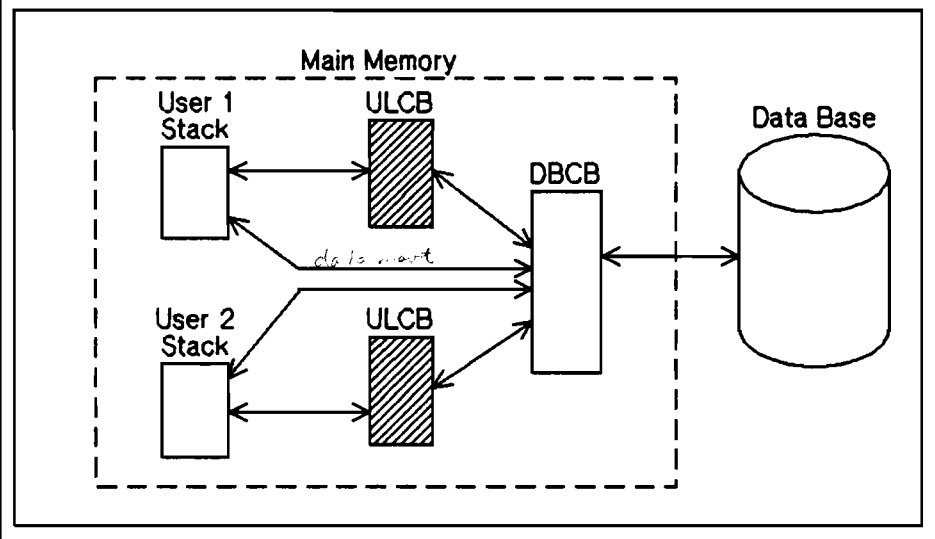 Main Memory
User 1
Stack
ULCB
DBCB
Data Base
User 2
Stack
ULCB